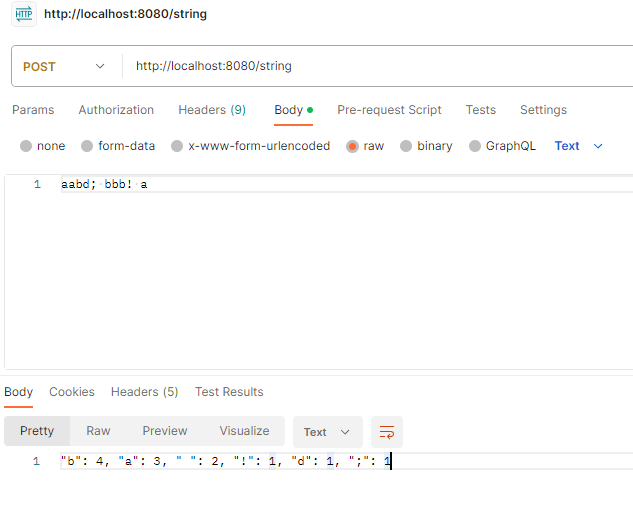 HTTP http://localhost:8080/string
POST http://localhost:8080/string
Params Authorization Headers (9) Body Pre-request Script Tests Settings
none form-data x-www-form-urlencoded raw binary GraphQL Text
1 aabd; bbb! a
Body Cookies Headers (5) Test Results
Pretty Raw Preview Visualize Text
1 "b": 4, "a": 3, " ": 2, "!": 1, "d": 1, ";": 1